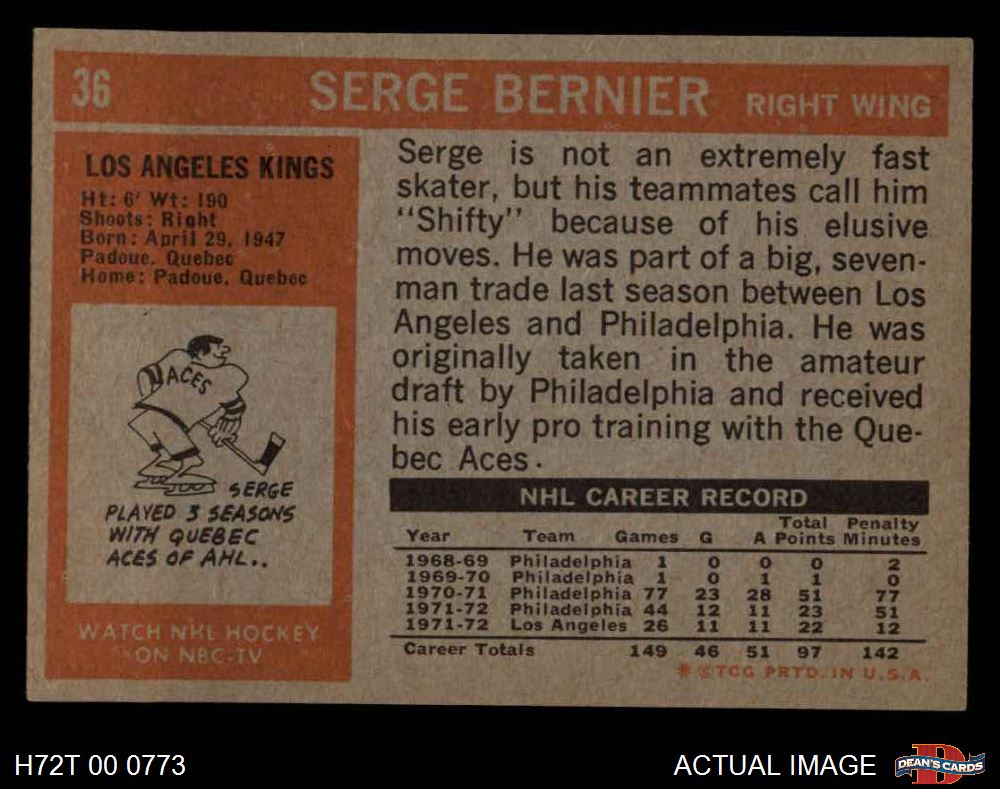 36 SERGE BERNIER RIGHT WING
LOS ANGELES KINGS
Ht: 6' Wt: 190
Shoots: Right
Born: April 29, 1947
Padoue, Quebec
Home: Padoue, Quebec
ACES
SERGE
PLAYED 3 SEASONS
WITH QUEBEC
ACES OF AHL..
WATCH NHL HOCKEY
ON NBC-TV
Serge is not an extremely fast
skater, but his teammates call him
"Shifty" because of his elusive
moves. He was part of a big, seven-
man trade last season between Los
Angeles and Philadelphia. He was
originally taken in the amateur
draft by Philadelphia and received
his early pro training with the Que-
bec Aces.
NHL CAREER RECORD
Year Team Games G A Total Points Penalty Minutes
1968-69 Philadelphia 1 0 0 0 2
1969-70 Philadelphia 1 0 1 1 0
1970-71 Philadelphia 77 23 28 51 77
1971-72 Philadelphia 44 12 11 23 51
1971-72 Los Angeles 26 11 11 22 12
Career Totals 149 46 51 97 142
* © TCG PRTD. IN U.S.A.
H72T 00 0773
ACTUAL IMAGE
DEAN'S CARDS